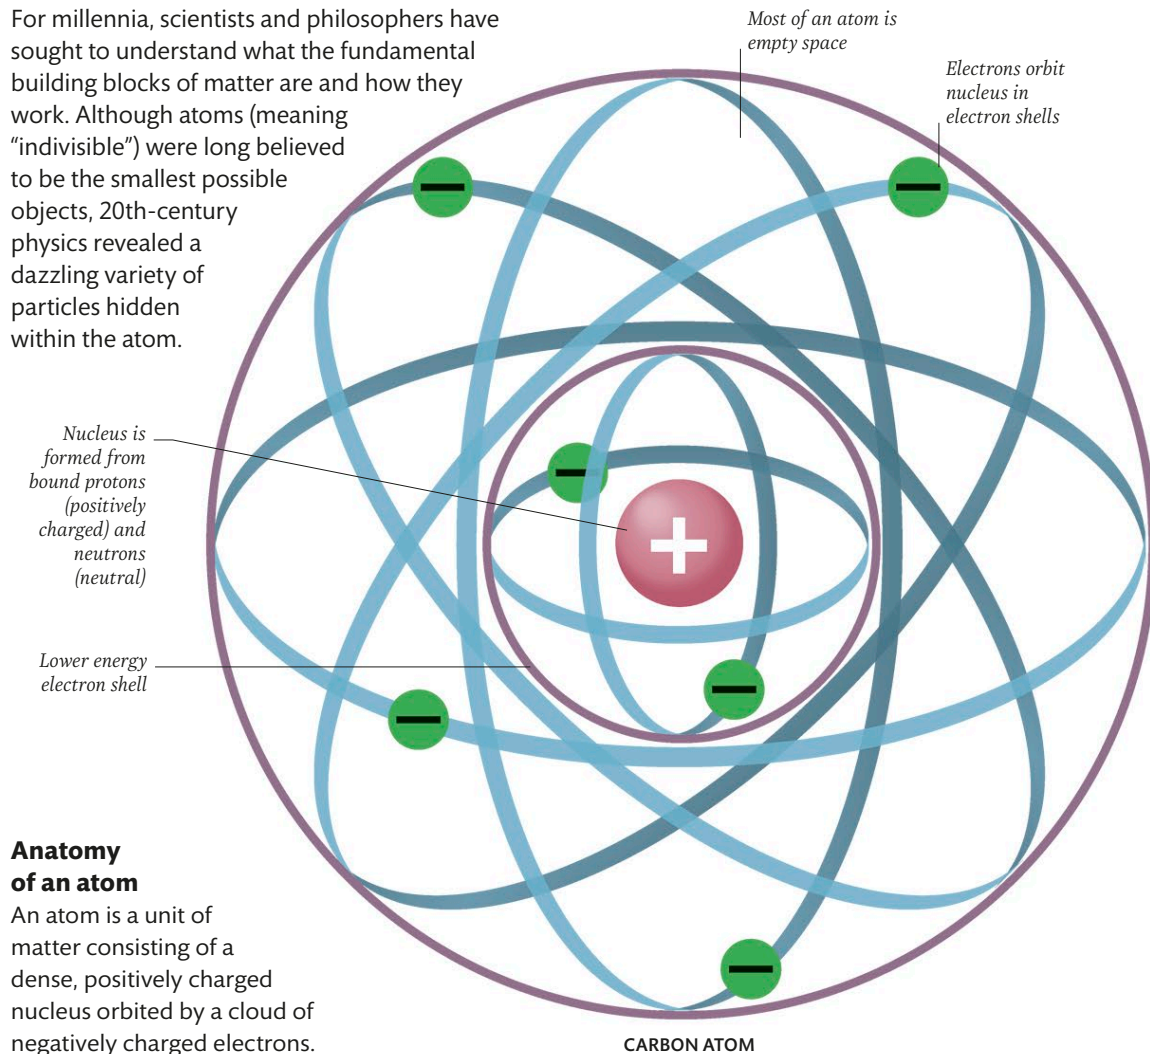 For millennia, scientists and philosophers have
sought to understand what the fundamental
building blocks of matter are and how they
work. Although atoms (meaning
“indivisible”) were long believed
to be the smallest possible
objects, 20th-century
physics revealed a
dazzling variety of
particles hidden
within the atom.
Most of an atom is
empty space
Electrons orbit
nucleus in
electron shells
Nucleus is
formed from
bound protons
(positively
charged) and
neutrons
(neutral)
Lower energy
electron shell
Anatomy
of an atom
An atom is a unit of
matter consisting of a
dense, positively charged
nucleus orbited by a cloud of
negatively charged electrons.
CARBON ATOM